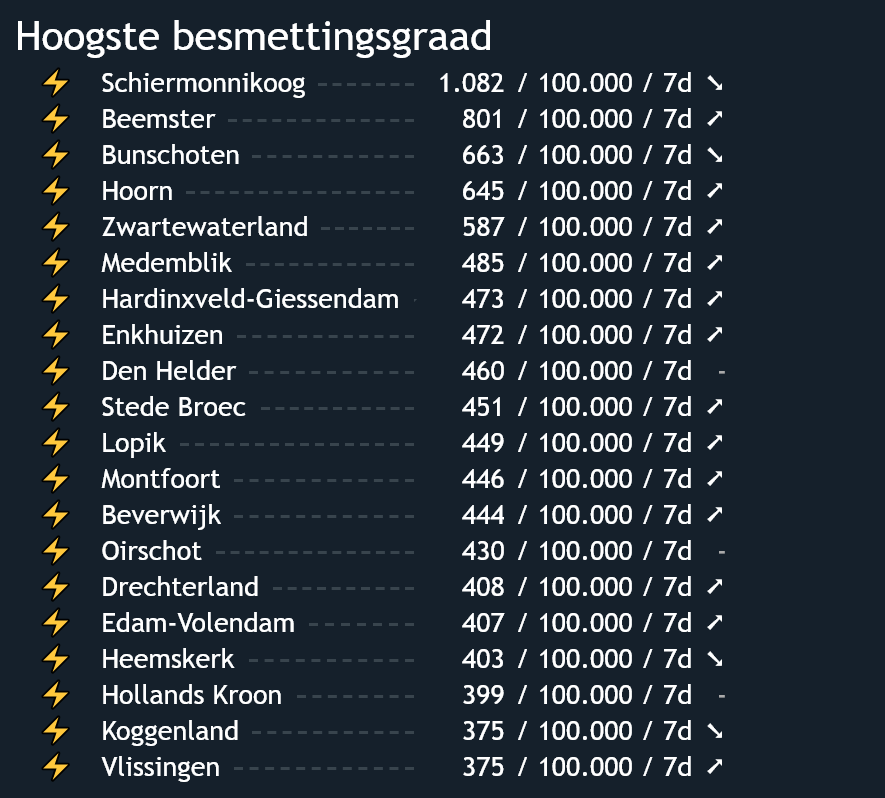 Hoogste besmettingsgraad
⚡ Schiermonnikoog 1.082 / 100.000 / 7d ➘
⚡ Beemster 801 / 100.000 / 7d ➚
⚡ Bunschoten 663 / 100.000 / 7d ➘
⚡ Hoorn 645 / 100.000 / 7d ➚
⚡ Zwartewaterland 587 / 100.000 / 7d ➚
⚡ Medemblik 485 / 100.000 / 7d ➚
⚡ Hardinxveld-Giessendam 473 / 100.000 / 7d ➚
⚡ Enkhuizen 472 / 100.000 / 7d ➚
⚡ Den Helder 460 / 100.000 / 7d -
⚡ Stede Broec 451 / 100.000 / 7d ➚
⚡ Lopik 449 / 100.000 / 7d ➚
⚡ Montfoort 446 / 100.000 / 7d ➚
⚡ Beverwijk 444 / 100.000 / 7d ➚
⚡ Oirschot 430 / 100.000 / 7d -
⚡ Drechterland 408 / 100.000 / 7d ➚
⚡ Edam-Volendam 407 / 100.000 / 7d ➚
⚡ Heemskerk 403 / 100.000 / 7d ➘
⚡ Hollands Kroon 399 / 100.000 / 7d -
⚡ Koggenland 375 / 100.000 / 7d ➘
⚡ Vlissingen 375 / 100.000 / 7d ➚